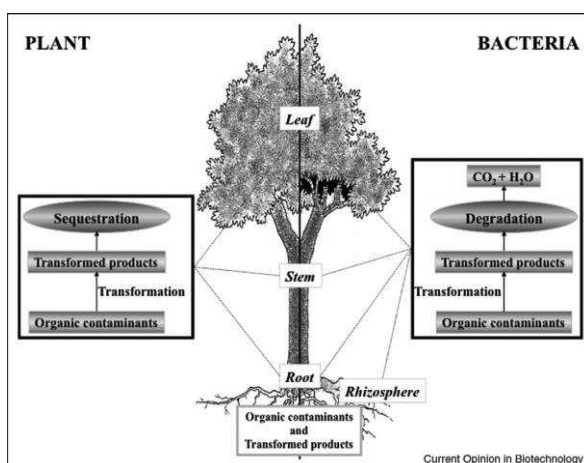 PLANT
BACTERIA
Leaf
CO₂ + H₂O
Sequestration
Degradation
Transformed products
Transformed products
Stem
Transformation
Transformation
Organic contaminants
Organic contaminants
Root
Rhizosphere
Organic contaminants
and
Transformed products
Current Opinion in Biotechnology